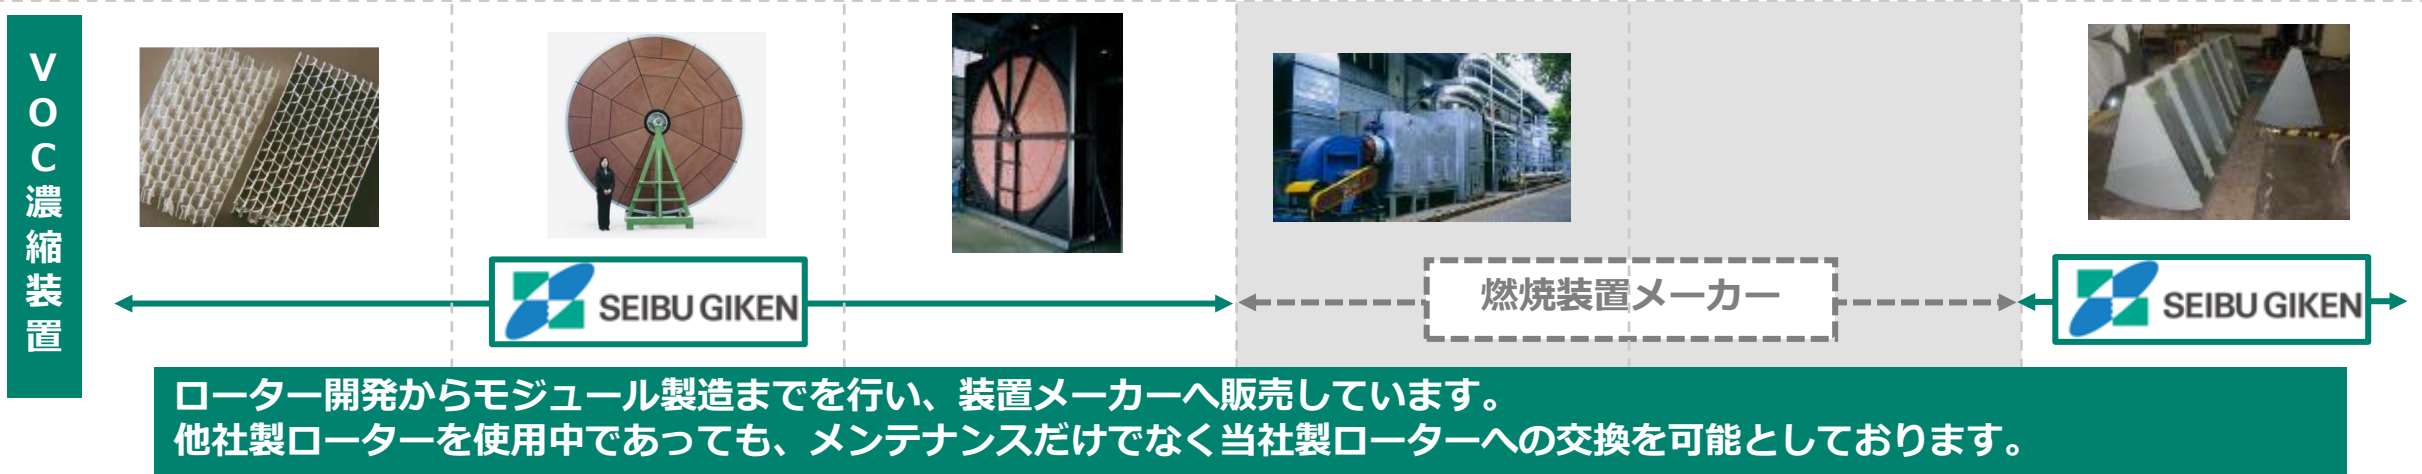 VOC濃縮装置
SEIBU GIKEN
燃焼装置メーカー
SEIBU GIKEN
ローター開発からモジュール製造までを行い、装置メーカーへ販売しています。
他社製ローターを使用中であっても、メンテナンスだけでなく当社製ローターへの交換を可能としております。